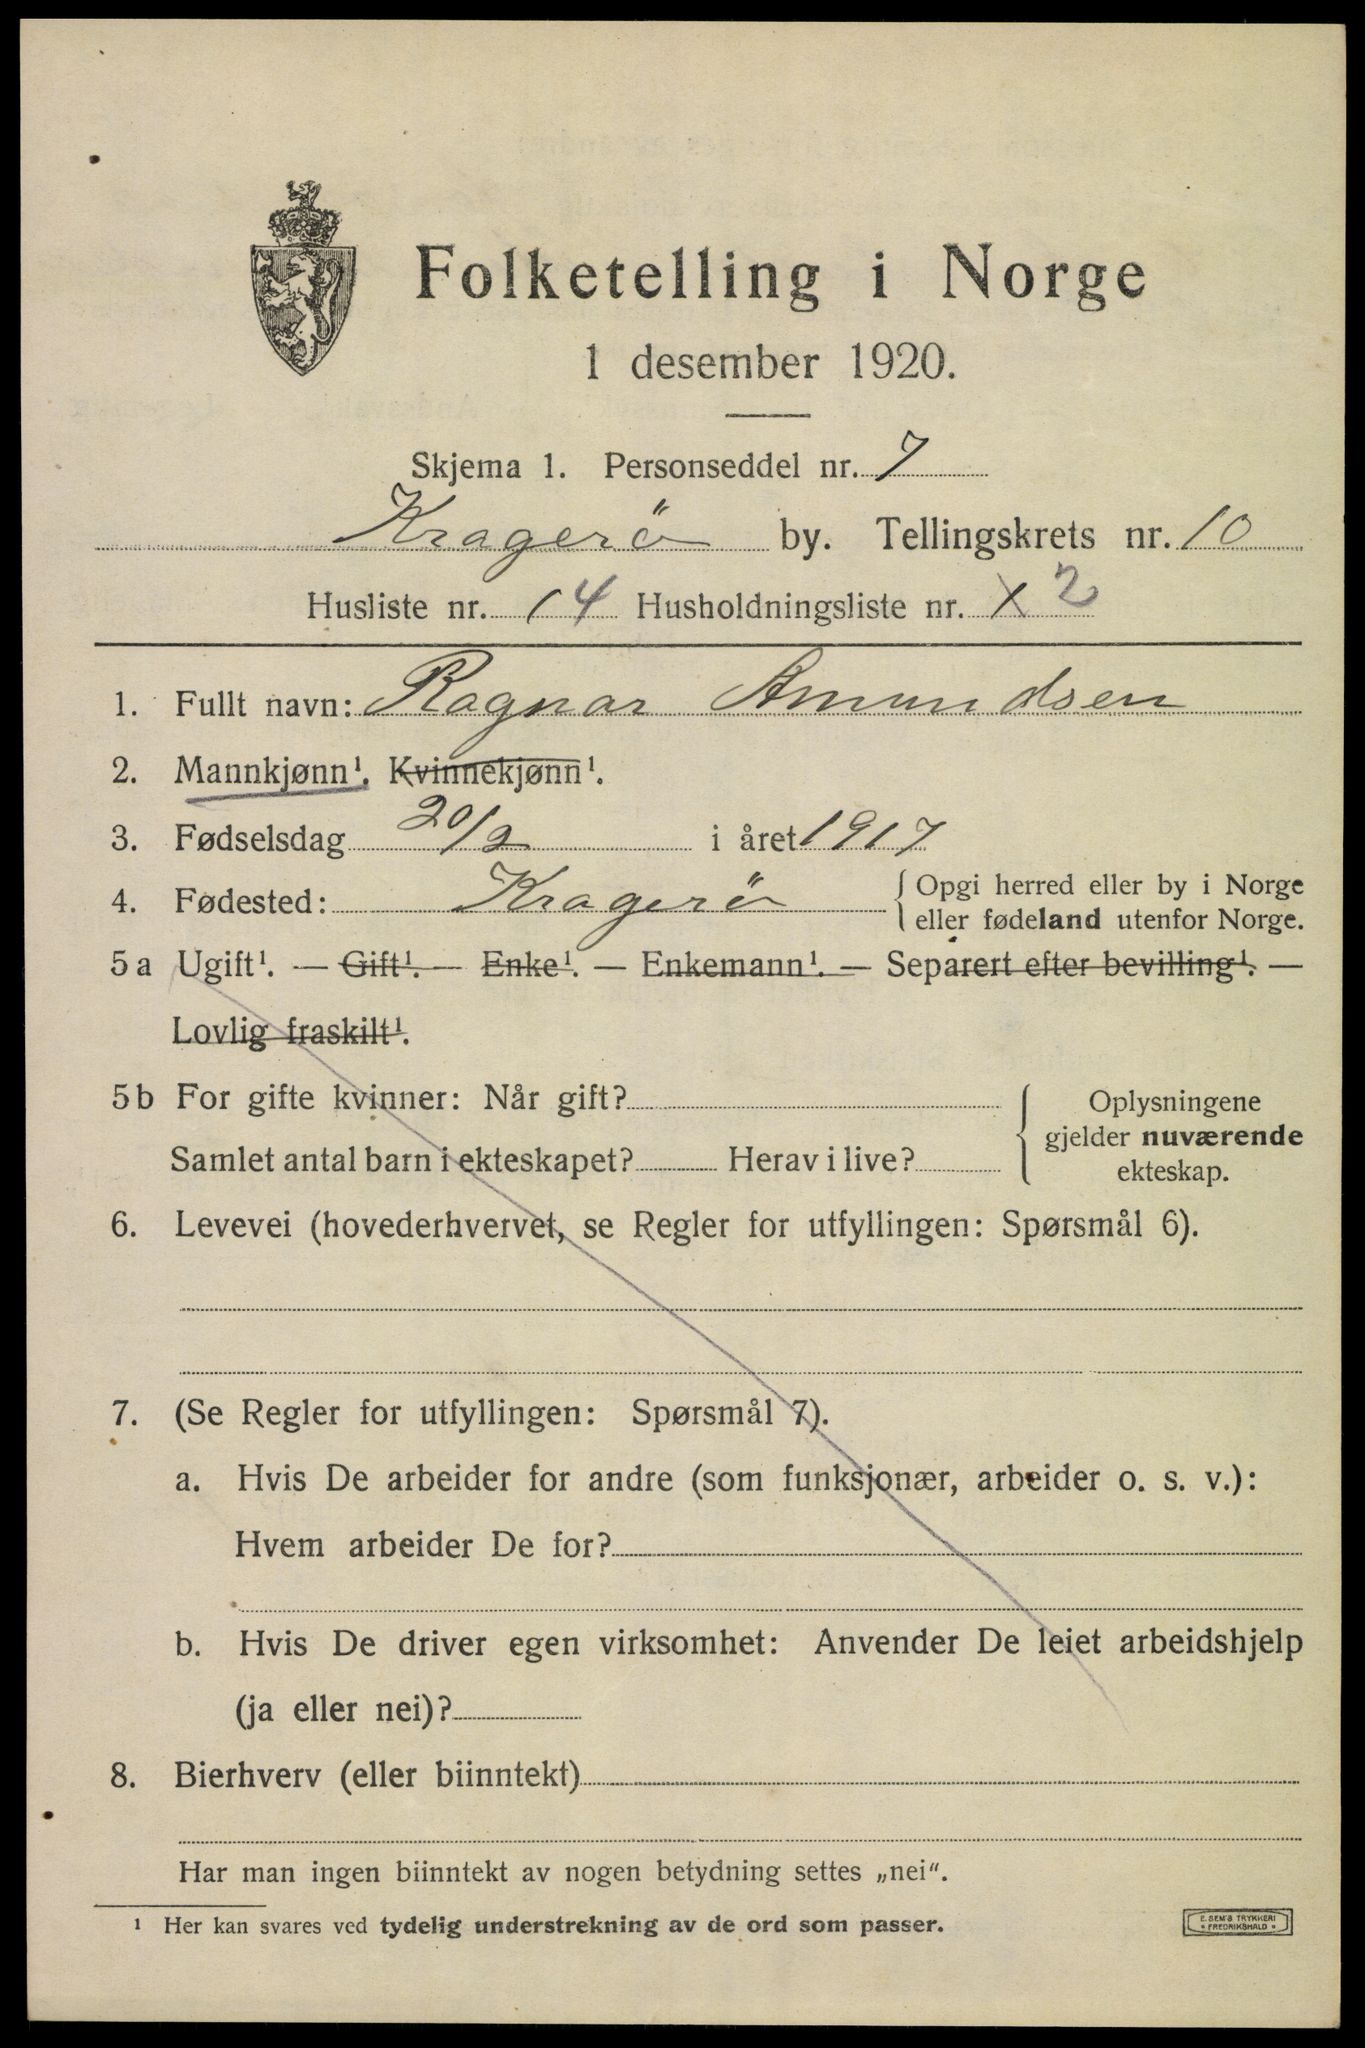 Folketelling i Norge
1 desember 1920.
Skjema 1. Personseddel nr. 7
Kragerö by. Tellingskrets nr. 10
Husliste nr. 14 Husholdningsliste nr. x 2
1. Fullt navn: Ragnar Amundsen
2. Mannkjønn¹. Kvinnekjønn¹.
3. Fødselsdag 20/2 i året 1917
4. Fødested: Kragerö { Opgi herred eller by i Norge
eller fødeland utenfor Norge.
5 a Ugift¹. — Gift¹. — Enke¹. — Enkemann¹. — Separert efter bevilling¹. —
Lovlig fraskilt¹.
5 b For gifte kvinner: Når gift?
Samlet antal barn i ekteskapet? Herav i live?
Oplysningene
gjelder nuværende
ekteskap.
6. Levevei (hovederhvervet, se Regler for utfyllingen: Spørsmål 6).
7. (Se Regler for utfyllingen: Spørsmål 7).
a. Hvis De arbeider for andre (som funksjonær, arbeider o. s. v.):
Hvem arbeider De for?
b. Hvis De driver egen virksomhet: Anvender De leiet arbeidshjelp
(ja eller nei)?
8. Bierhverv (eller biinntekt)
Har man ingen biinntekt av nogen betydning settes „nei“.
¹ Her kan svares ved tydelig understrekning av de ord som passer.
E. SEM'S TRYKKERI
* FREDRIKSHALD *